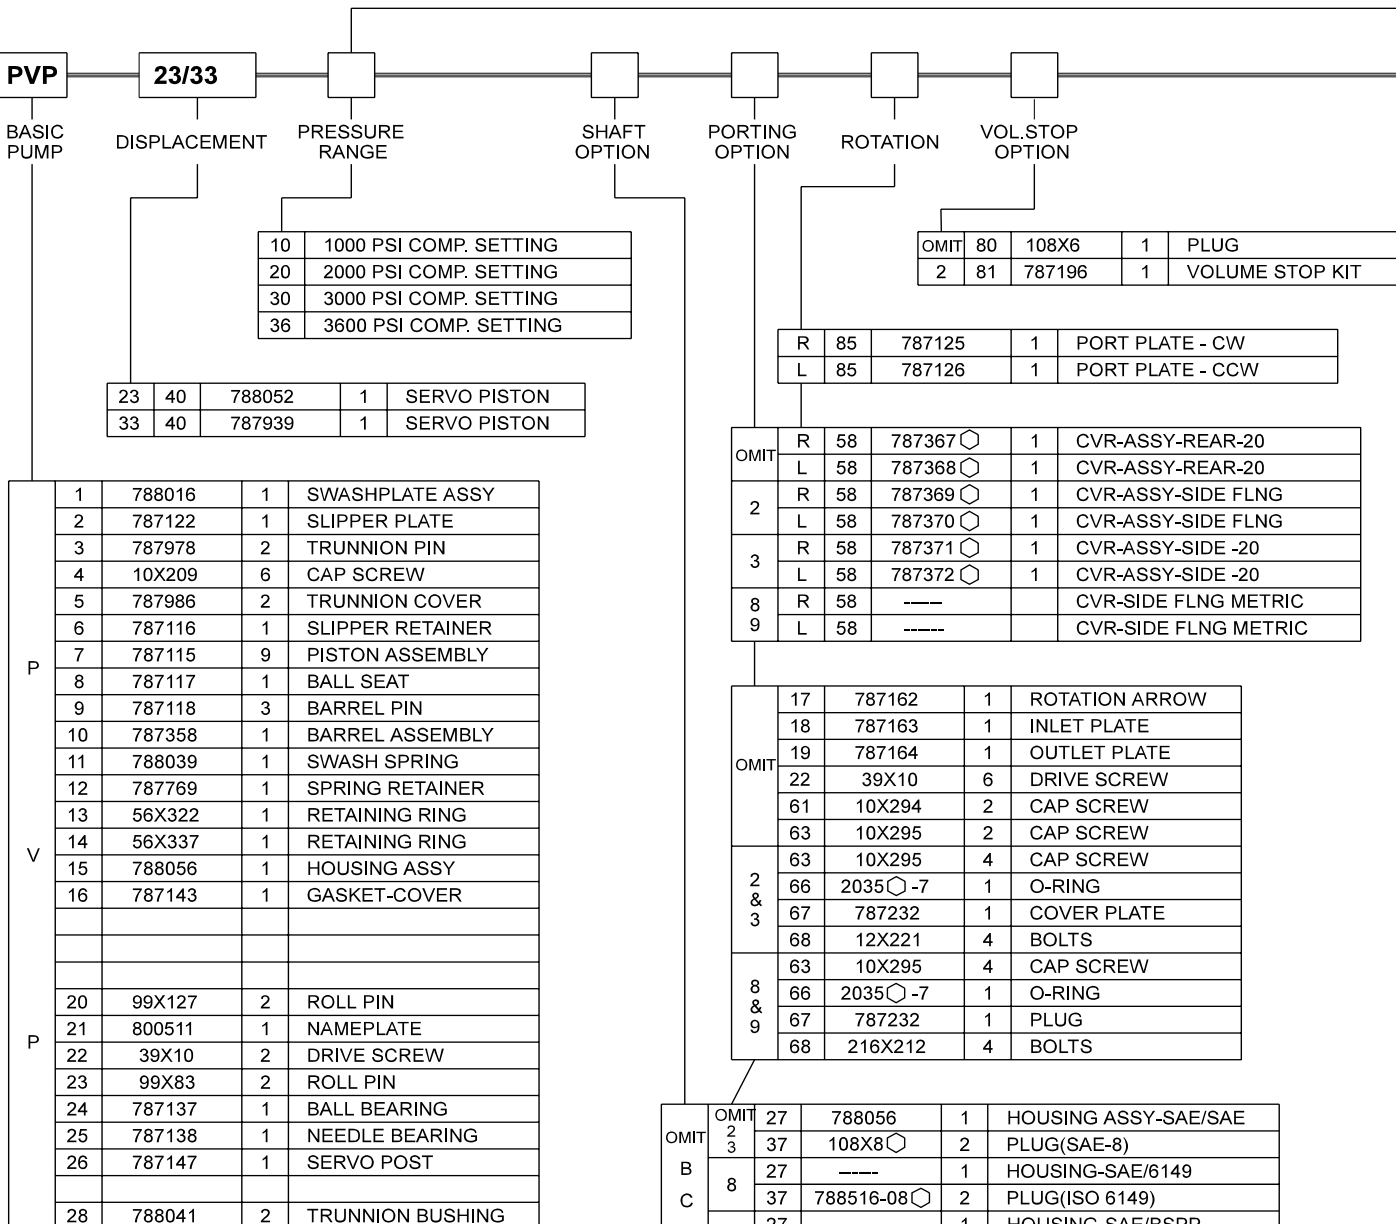 PVP 23/33
BASIC PUMP
DISPLACEMENT
PRESSURE RANGE
SHAFT OPTION
PORTING OPTION
ROTATION
VOL.STOP OPTION
10 1000 PSI COMP. SETTING
20 2000 PSI COMP. SETTING
30 3000 PSI COMP. SETTING
36 3600 PSI COMP. SETTING
OMIT 80 108X6 1 PLUG
2 81 787196 1 VOLUME STOP KIT
R 85 787125 1 PORT PLATE - CW
L 85 787126 1 PORT PLATE - CCW
23 40 788052 1 SERVO PISTON
33 40 787939 1 SERVO PISTON
OMIT
R 58 787367⬡ 1 CVR-ASSY-REAR-20
L 58 787368⬡ 1 CVR-ASSY-REAR-20
2
R 58 787369⬡ 1 CVR-ASSY-SIDE FLNG
L 58 787370⬡ 1 CVR-ASSY-SIDE FLNG
3
R 58 787371⬡ 1 CVR-ASSY-SIDE -20
L 58 787372⬡ 1 CVR-ASSY-SIDE -20
8 9
R 58 ------ CVR-SIDE FLNG METRIC
L 58 ------ CVR-SIDE FLNG METRIC
P V P
1 788016 1 SWASHPLATE ASSY
2 787122 1 SLIPPER PLATE
3 787978 2 TRUNNION PIN
4 10X209 6 CAP SCREW
5 787986 2 TRUNNION COVER
6 787116 1 SLIPPER RETAINER
7 787115 9 PISTON ASSEMBLY
8 787117 1 BALL SEAT
9 787118 3 BARREL PIN
10 787358 1 BARREL ASSEMBLY
11 788039 1 SWASH SPRING
12 787769 1 SPRING RETAINER
13 56X322 1 RETAINING RING
14 56X337 1 RETAINING RING
15 788056 1 HOUSING ASSY
16 787143 1 GASKET-COVER
20 99X127 2 ROLL PIN
21 800511 1 NAMEPLATE
22 39X10 2 DRIVE SCREW
23 99X83 2 ROLL PIN
24 787137 1 BALL BEARING
25 787138 1 NEEDLE BEARING
26 787147 1 SERVO POST
28 788041 2 TRUNNION BUSHING
OMIT
17 787162 1 ROTATION ARROW
18 787163 1 INLET PLATE
19 787164 1 OUTLET PLATE
22 39X10 6 DRIVE SCREW
61 10X294 2 CAP SCREW
63 10X295 2 CAP SCREW
2 & 3
63 10X295 4 CAP SCREW
66 2035⬡ -7 1 O-RING
67 787232 1 COVER PLATE
68 12X221 4 BOLTS
8 & 9
63 10X295 4 CAP SCREW
66 2035⬡ -7 1 O-RING
67 787232 1 PLUG
68 216X212 4 BOLTS
OMIT B C
OMIT 2 3
27 788056 1 HOUSING ASSY-SAE/SAE
37 108X8⬡ 2 PLUG(SAE-8)
8
27 ------ 1 HOUSING-SAE/6149
37 788516-08⬡ 2 PLUG(ISO 6149)
27 1 HOUSING-SAE/BSPP